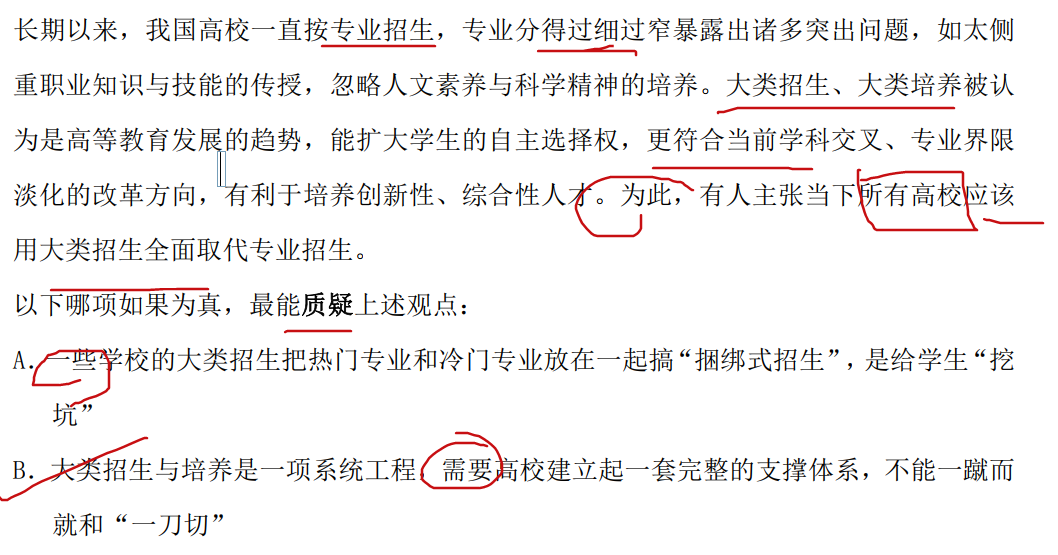 长期以来，我国高校一直按专业招生，专业分得过细过窄暴露出诸多突出问题，如太侧
重职业知识与技能的传授，忽略人文素养与科学精神的培养。大类招生、大类培养被认
为是高等教育发展的趋势，能扩大学生的自主选择权，更符合当前学科交叉、专业界限
淡化的改革方向，有利于培养创新性、综合性人才。为此，有人主张当下所有高校应该
用大类招生全面取代专业招生。
以下哪项如果为真，最能质疑上述观点：
A．一些学校的大类招生把热门专业和冷门专业放在一起搞“捆绑式招生”，是给学生“挖
坑”
B．大类招生与培养是一项系统工程，需要高校建立起一套完整的支撑体系，不能一蹴而
就和“一刀切”